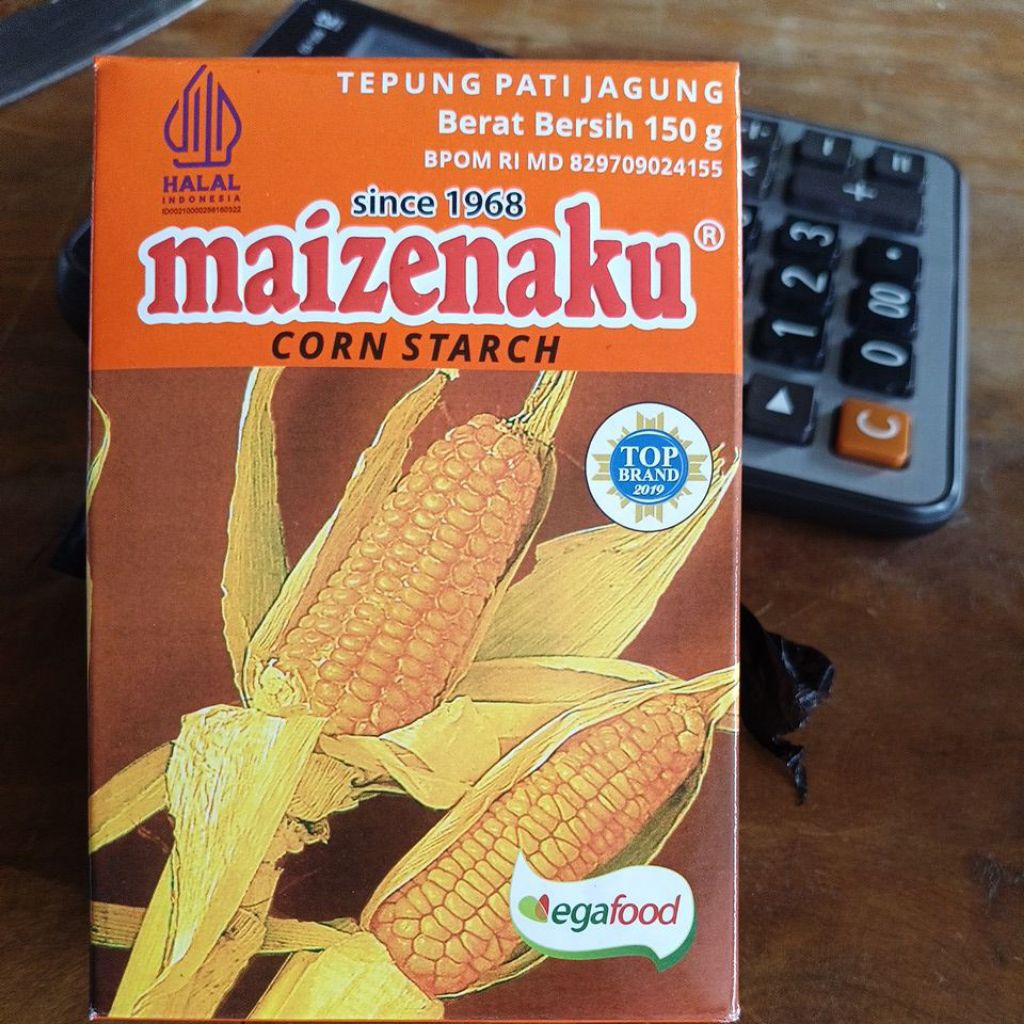 TEPUNG PATI JAGUNG
Berat Bersih 150 g
BPOM RI MD 829709024155
HALAL
INDONESIA
since 1968
maizenaku®
CORN STARCH
TOP
BRAND
2019
Vegafood
3
2
1
00
0
C